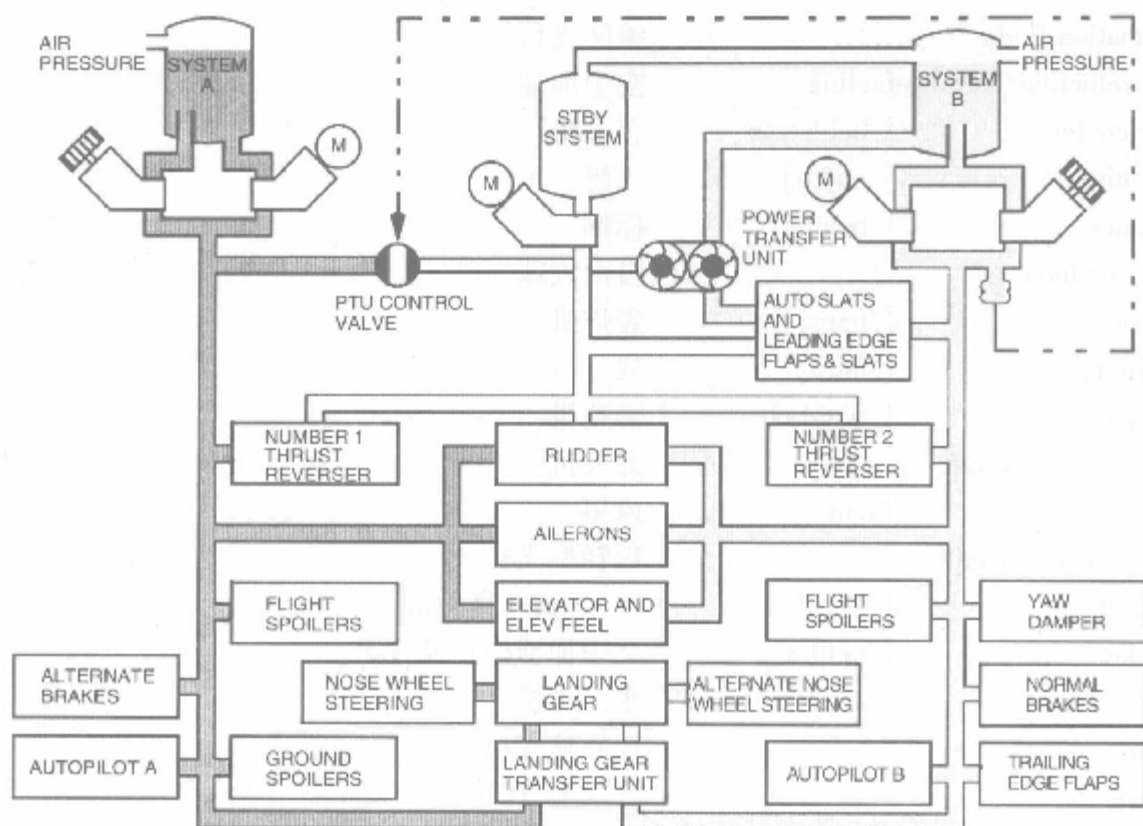 AIR
PRESSURE
SYSTEM
A
M
STBY
STSTEM
M
SYSTEM
B
AIR
PRESSURE
M
POWER
TRANSFER
UNIT
PTU CONTROL
VALVE
AUTO SLATS
AND
LEADING EDGE
FLAPS & SLATS
NUMBER 1
THRUST
REVERSER
RUDDER
NUMBER 2
THRUST
REVERSER
AILERONS
FLIGHT
SPOILERS
ELEVATOR AND
ELEV FEEL
FLIGHT
SPOILERS
YAW
DAMPER
ALTERNATE
BRAKES
NOSE WHEEL
STEERING
LANDING
GEAR
ALTERNATE NOSE
WHEEL STEERING
NORMAL
BRAKES
AUTOPILOT A
GROUND
SPOILERS
LANDING GEAR
TRANSFER UNIT
AUTOPILOT B
TRAILING
EDGE FLAPS